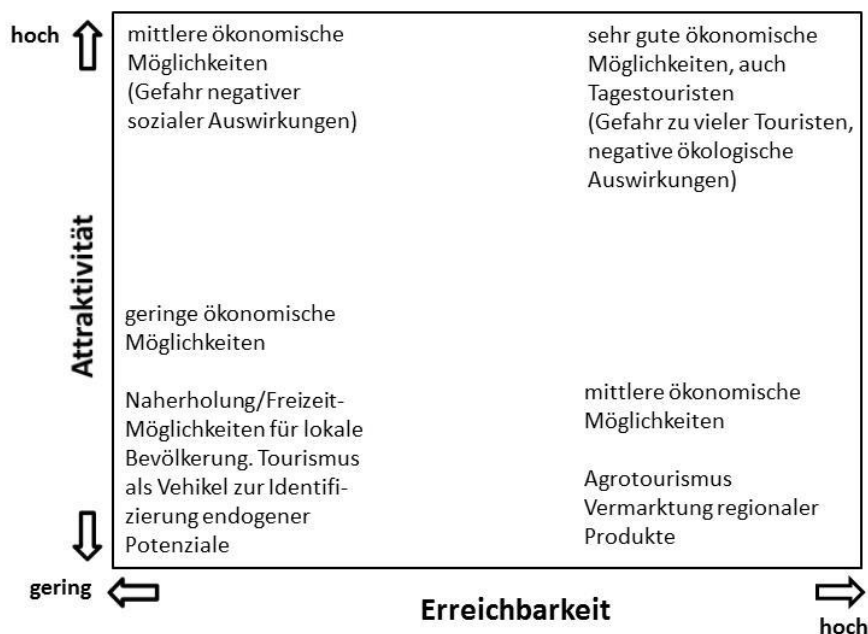 hoch
mittlere ökonomische
Möglichkeiten
(Gefahr negativer
sozialer Auswirkungen)
sehr gute ökonomische
Möglichkeiten, auch
Tagestouristen
(Gefahr zu vieler Touristen,
negative ökologische
Auswirkungen)
Attraktivität
geringe ökonomische
Möglichkeiten
Naherholung/Freizeit-
Möglichkeiten für lokale
Bevölkerung. Tourismus
als Vehikel zur Identifi-
zierung endogener
Potenziale
mittlere ökonomische
Möglichkeiten
Agrotourismus
Vermarktung regionaler
Produkte
gering
Erreichbarkeit
hoch